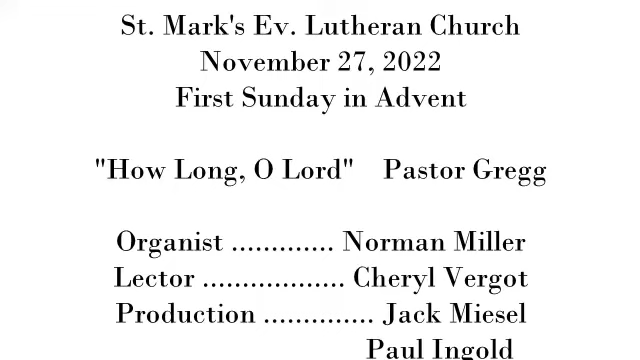 St. Mark's Ev. Lutheran Church
November 27, 2022
First Sunday in Advent
"How Long, O Lord" Pastor Gregg
Organist ............. Norman Miller
Lector .................. Cheryl Vergot
Production .............. Jack Miesel
Paul Ingold